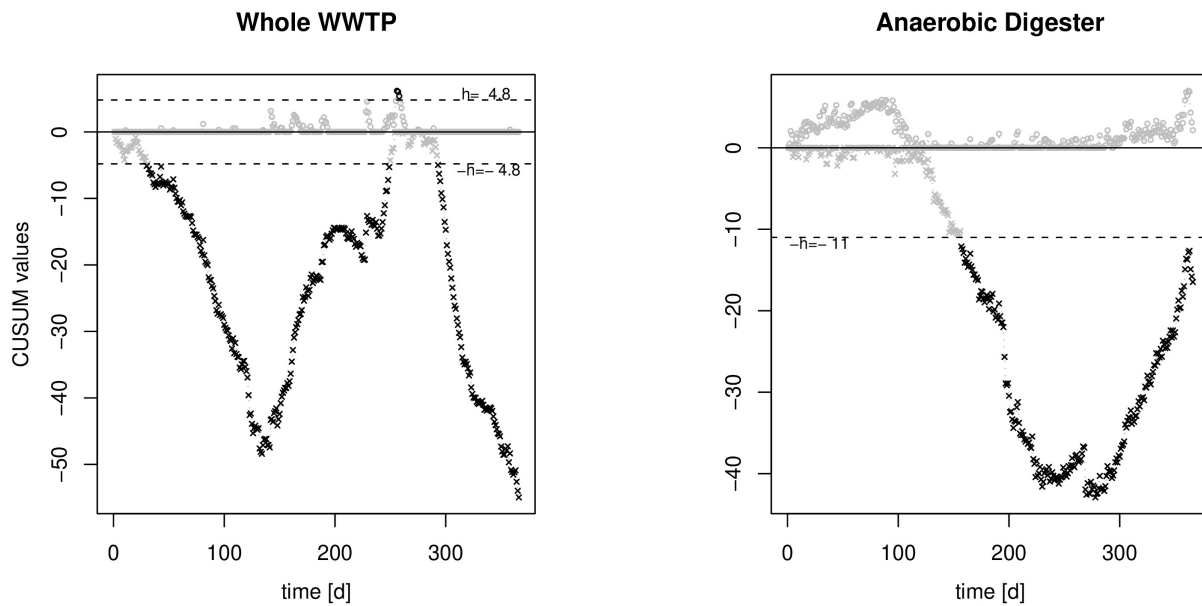 Whole WWTP
Anaerobic Digester
CUSUM values
0
−10
−20
−30
−40
−50
h= 4.8
−h=− 4.8
0 100 200 300
time [d]
0
−10
−20
−30
−40
−h=− 11
0 100 200 300
time [d]